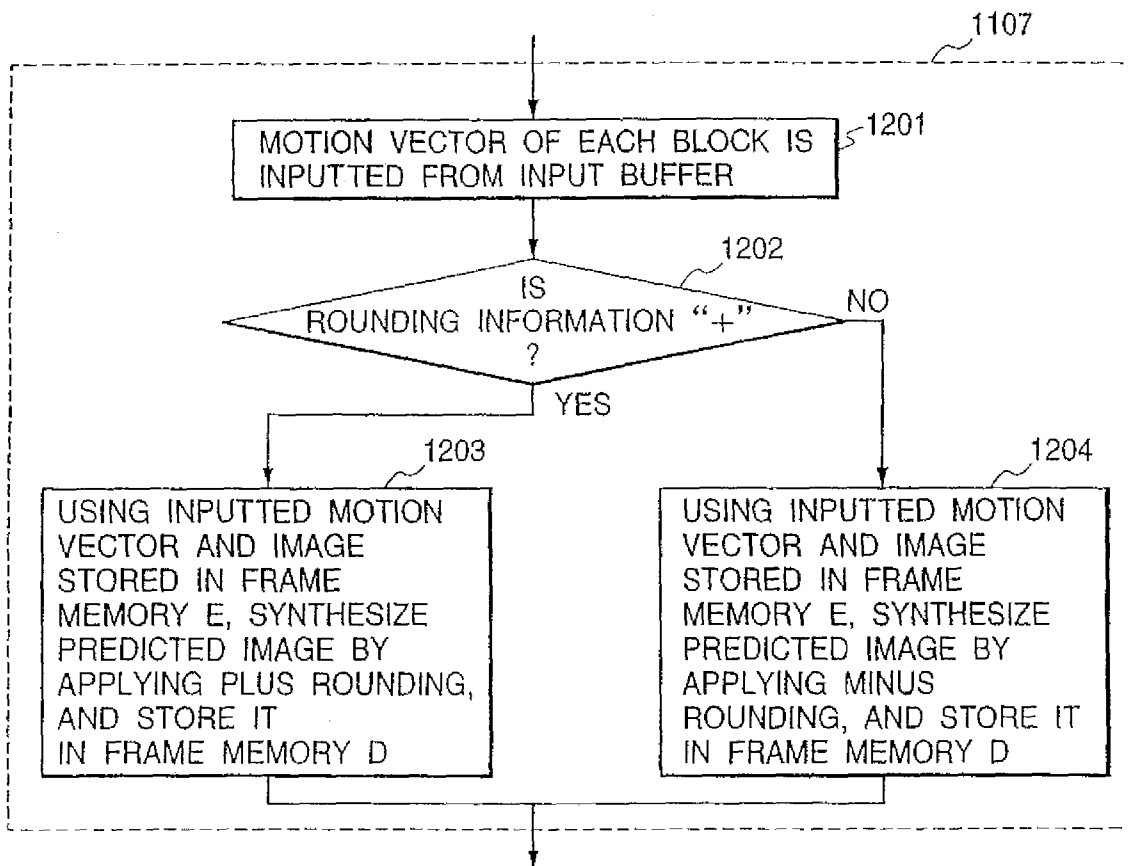 1107
MOTION VECTOR OF EACH BLOCK IS
INPUTTED FROM INPUT BUFFER
1201
1202
IS
ROUNDING INFORMATION “+”
?
NO
YES
1203
USING INPUTTED MOTION
VECTOR AND IMAGE
STORED IN FRAME
MEMORY E, SYNTHESIZE
PREDICTED IMAGE BY
APPLYING PLUS ROUNDING,
AND STORE IT
IN FRAME MEMORY D
1204
USING INPUTTED MOTION
VECTOR AND IMAGE
STORED IN FRAME
MEMORY E, SYNTHESIZE
PREDICTED IMAGE BY
APPLYING MINUS
ROUNDING, AND STORE IT
IN FRAME MEMORY D